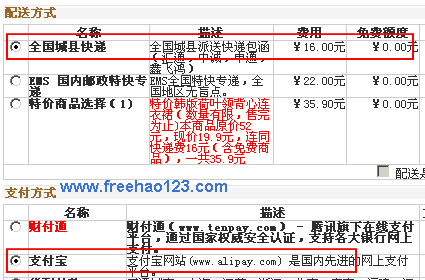 配送方式
名称 描述 费用 免费额度
全国城县快递 全国城县派送快递包涵 ￥16.00元 ￥0.00元
（汇通，中诚，申通，
鑫飞鸿）
EMS 国内邮政特快专递 EMS全国特快专递，全 ￥22.00元 ￥0.00元
国地区无盲点。
特价商品选择（1） 特价韩版荷叶领背心连 ￥35.90元 ￥0.00元
衣裙（数量有限，售完
为止)本商品原价52
元，现价19.9元，连同
快递费16元（含免费商
品），一共35.9元
配送
支付方式
www.freehao123.com
名称 描述
财付通 财付通（www.tenpay.com） - 腾讯旗下在线支付
平台，通过国家权威安全认证，支持各大银行网上
支付。
支付宝 支付宝网站(www.alipay.com) 是国内先进的网上支付
平台。